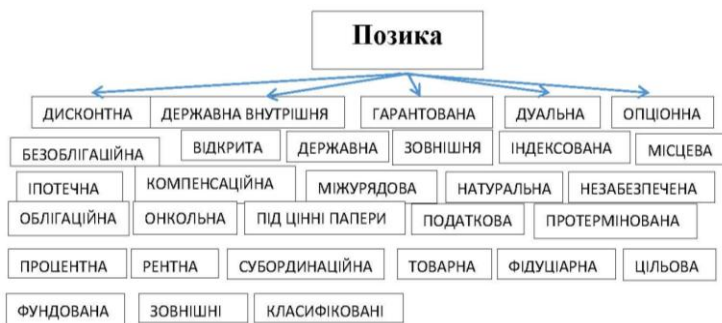 Позика
ДИСКОНТНА ДЕРЖАВНА ВНУТРІШНЯ ГАРАНТОВАНА ДУАЛЬНА ОПЦІОННА
БЕЗОБЛІГАШІЙНА ВІДКРИТА ДЕРЖАВНА ЗОВНІШНЯ ІНДЕКСОВАНА МІСЦЕВА
ІПОТЕЧНА КОМПЕНСАЦІЙНА МІЖУРЯДОВА НАТУРАЛЬНА НЕЗАБЕЗПЕЧЕНА
ОБЛІГАЦІЙНА ОНКОЛЬНА ПІД ЦІННІ ПАПЕРИ ПОДАТКОВА ПРОТЕРМІНОВАНА
ПРОЦЕНТНА РЕНТНА СУБОРДИНАЦІЙНА ТОВАРНА ФІДУЦІАРНА ЦІЛЬОВА
ФУНДОВАНА ЗОВНІШНІ КЛАСИФІКОВАНІ